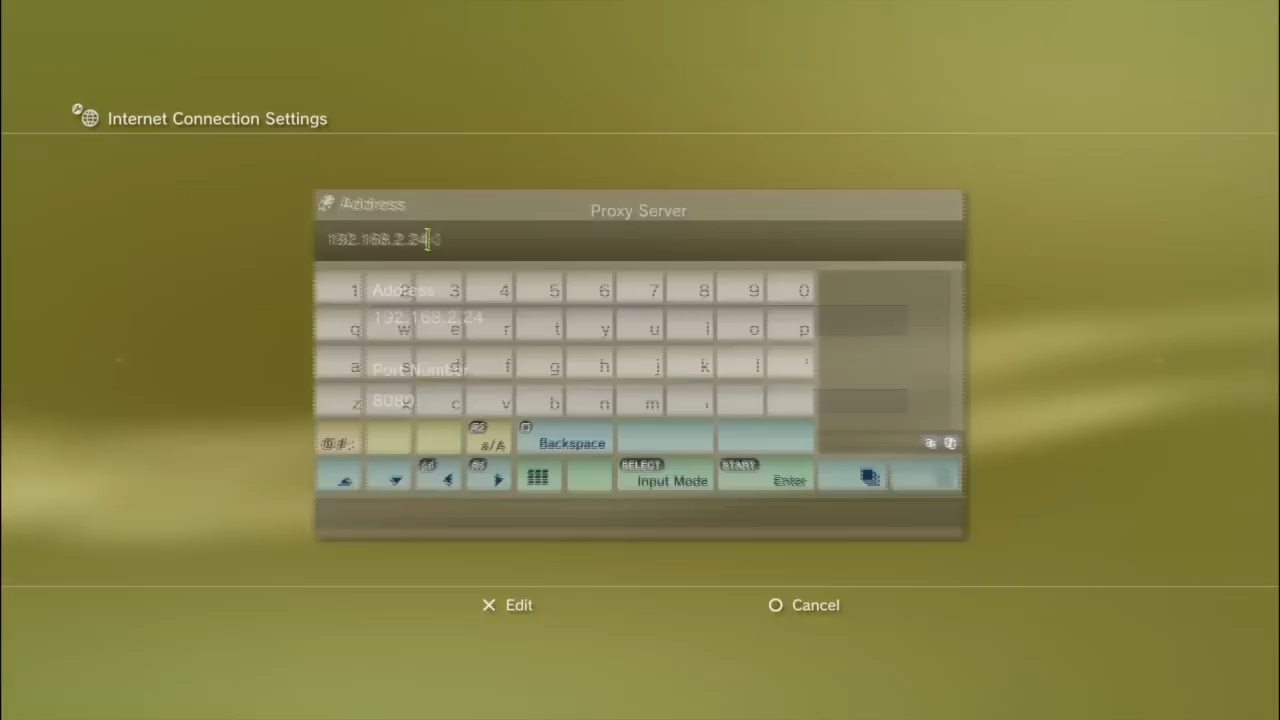 Internet Connection Settings
Address
Proxy Server
192.168.2.24
1 2 3 4 5 6 7 8 9 0
Address
192.168.2.24
q w e r t y u i o p
a s d f g h j k l '
Port Number
8080
z x c v b n m ,
@#: a/A Backspace
SELECT START
Input Mode Enter
Edit Cancel